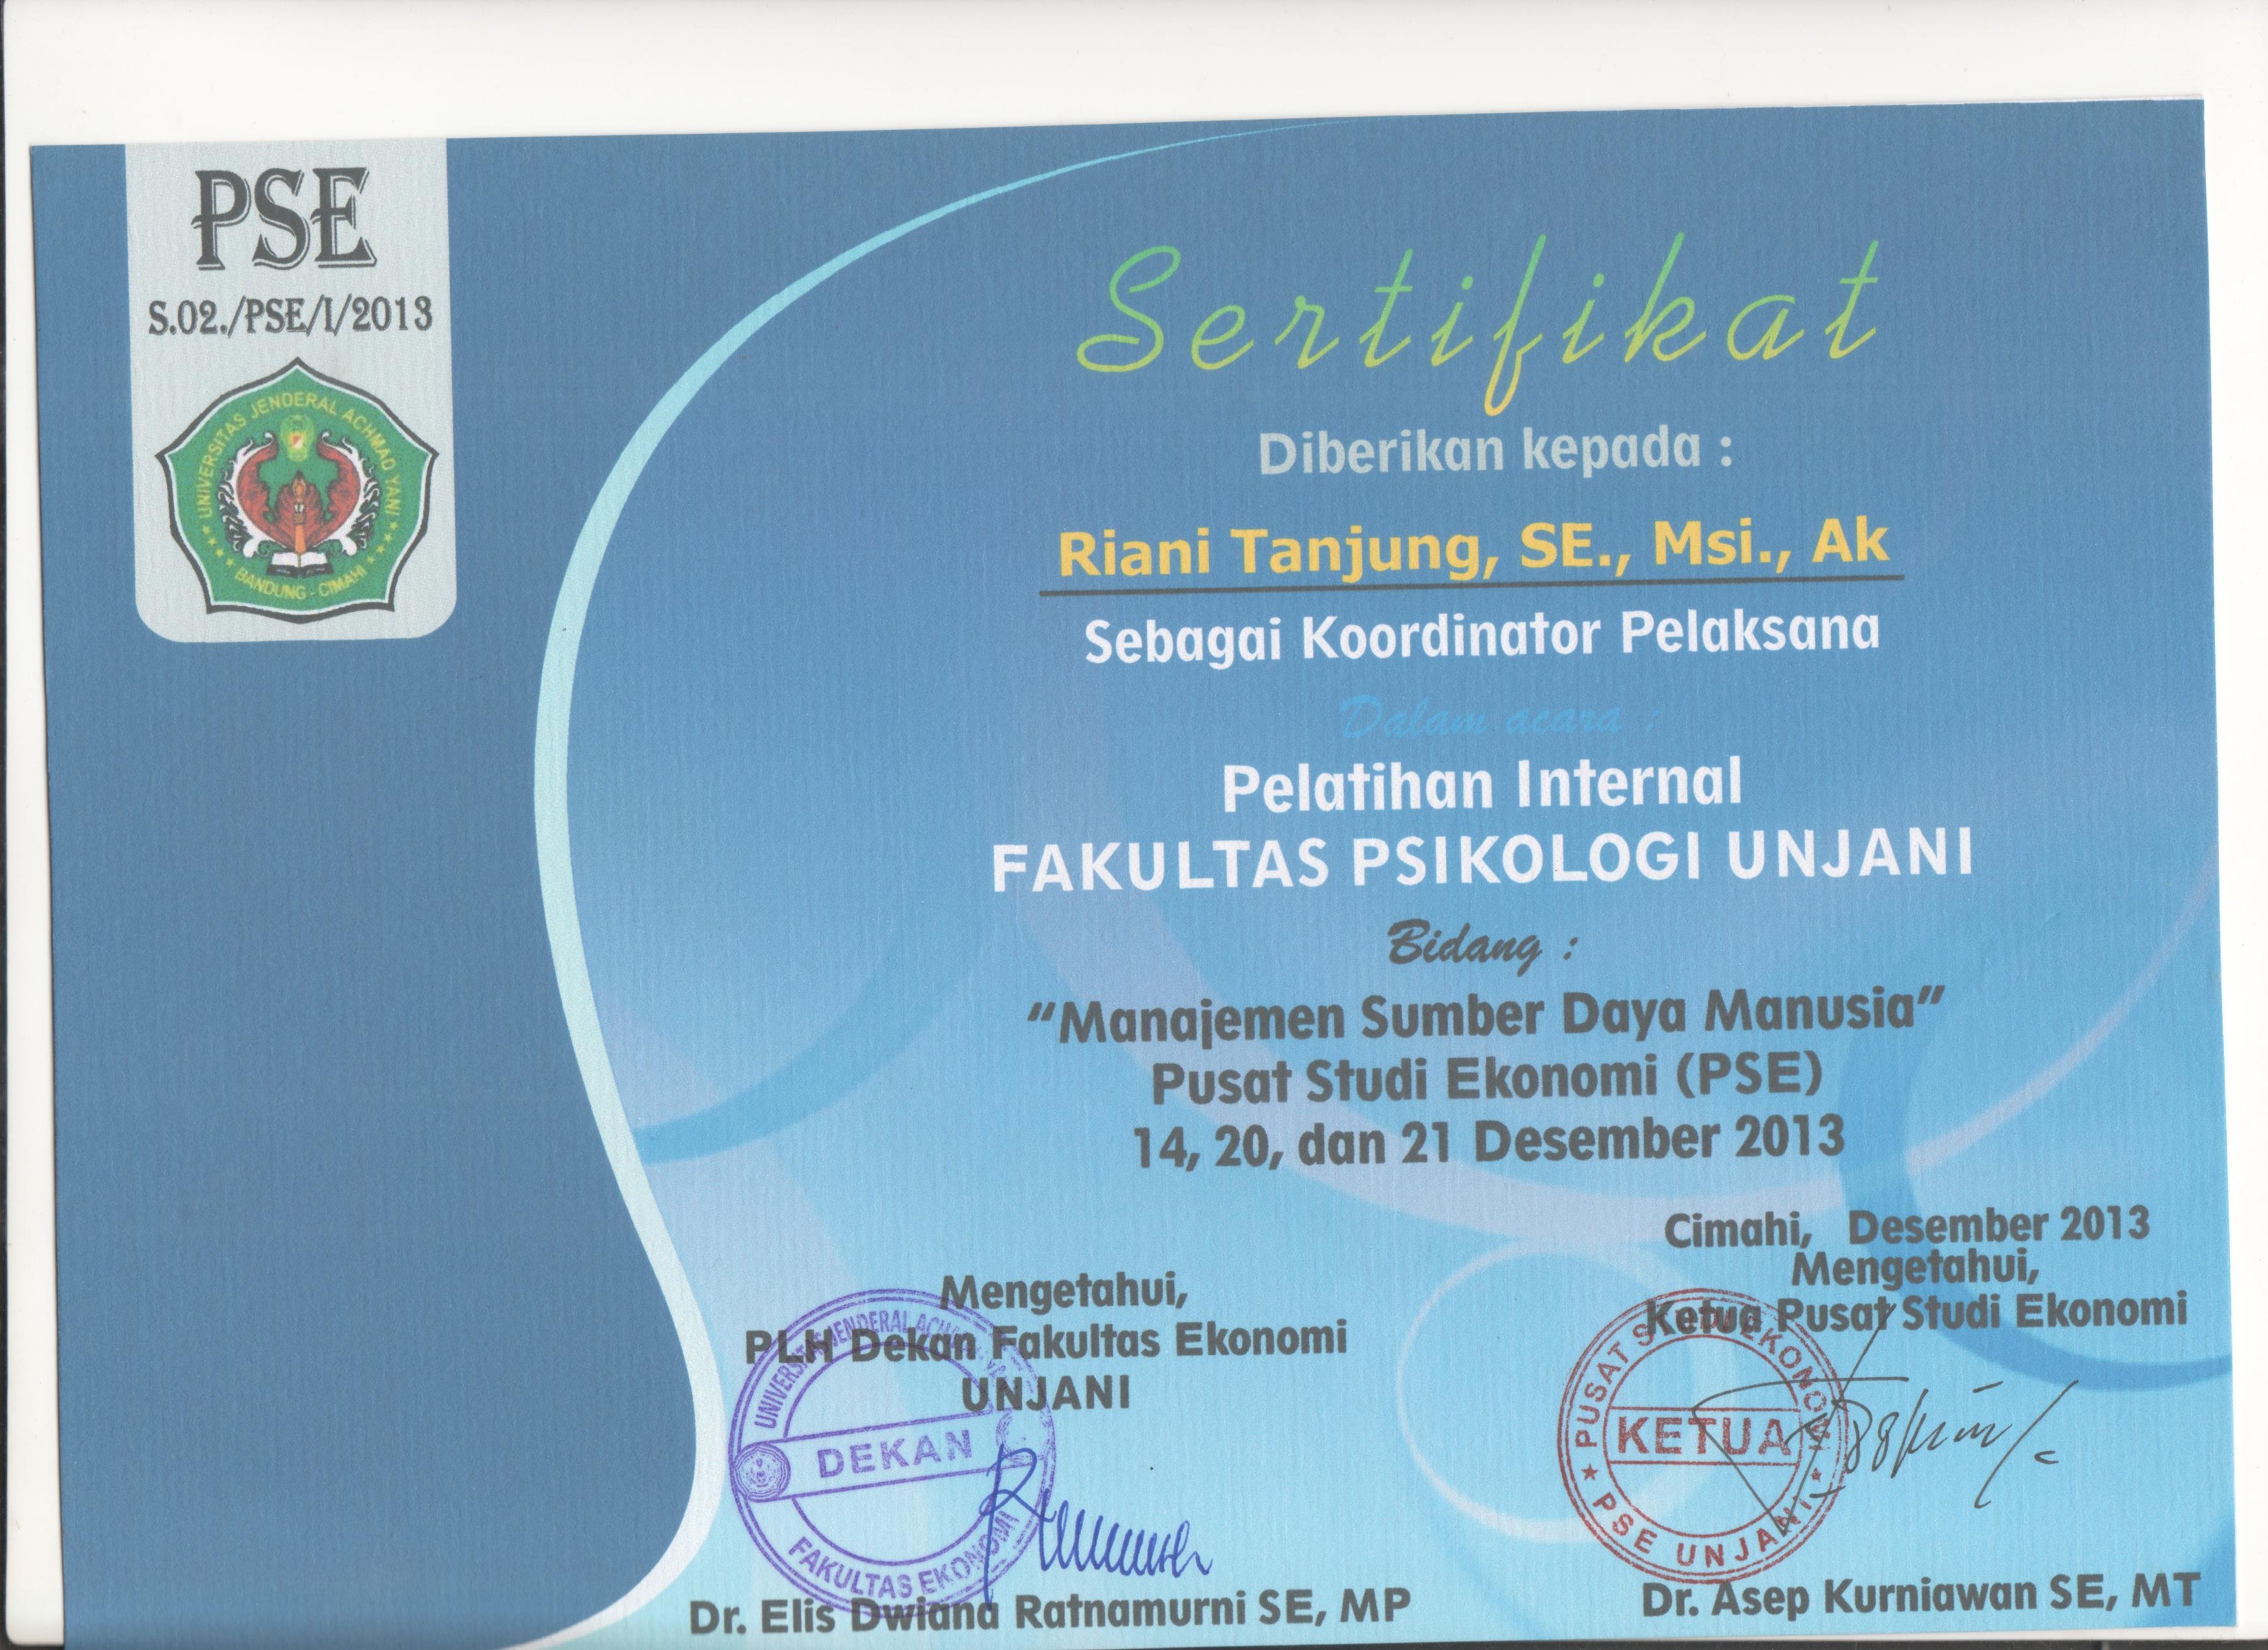 PSE
S.02./PSE/I/2013
UNIVERSITAS JENDERAL ACHMAD YANI
BANDUNG - CIMAHI
Sertifikat
Diberikan kepada :
Riani Tanjung, SE., Msi., Ak
Sebagai Koordinator Pelaksana
Dalam acara :
Pelatihan Internal
FAKULTAS PSIKOLOGI UNJANI
Bidang :
“Manajemen Sumber Daya Manusia”
Pusat Studi Ekonomi (PSE)
14, 20, dan 21 Desember 2013
Cimahi, Desember 2013
Mengetahui,
Ketua Pusat Studi Ekonomi
PUSAT STUDI EKONOMI
KETUA
PSE UNJANI
Dr. Asep Kurniawan SE, MT
Mengetahui,
PLH Dekan Fakultas Ekonomi
UNJANI
UNIVERSITAS JENDERAL ACHMAD YANI
DEKAN
FAKULTAS EKONOMI
Dr. Elis Dwiana Ratnamurni SE, MP